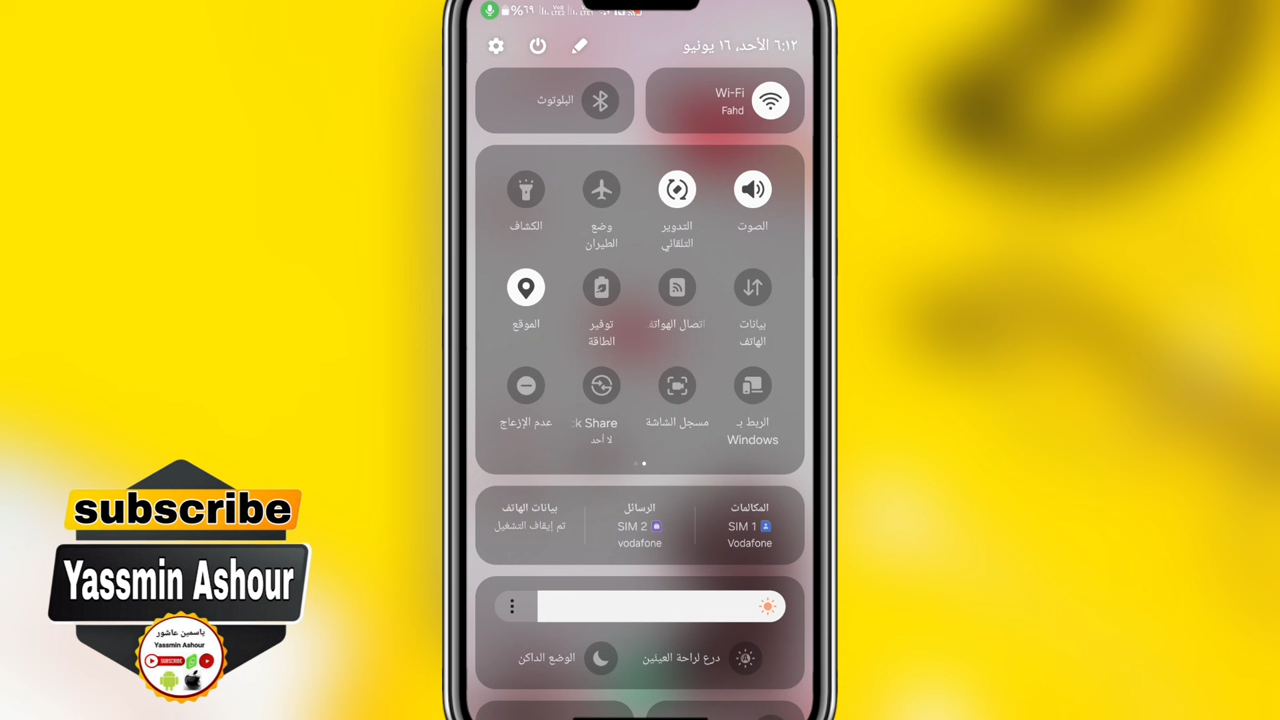 %٦٩
٦:١٢ الأحد، ١٦ يونيو
Wi-Fi
Fahd
البلوتوث
الصوت
التدوير
التلقائي
وضع
الطيران
الكشاف
بيانات
الهاتف
اتصال الهواتف
توفير
الطاقة
الموقع
الربط بـ
Windows
مسجل الشاشة
k Share
لا أحد
عدم الإزعاج
المكالمات
SIM 1
Vodafone
الرسائل
SIM 2
vodafone
بيانات الهاتف
تم إيقاف التشغيل
درع لراحة العينين
الوضع الداكن
subscribe
Yassmin Ashour
ياسمين عاشور
Yassmin Ashour
SUBSCRIBE